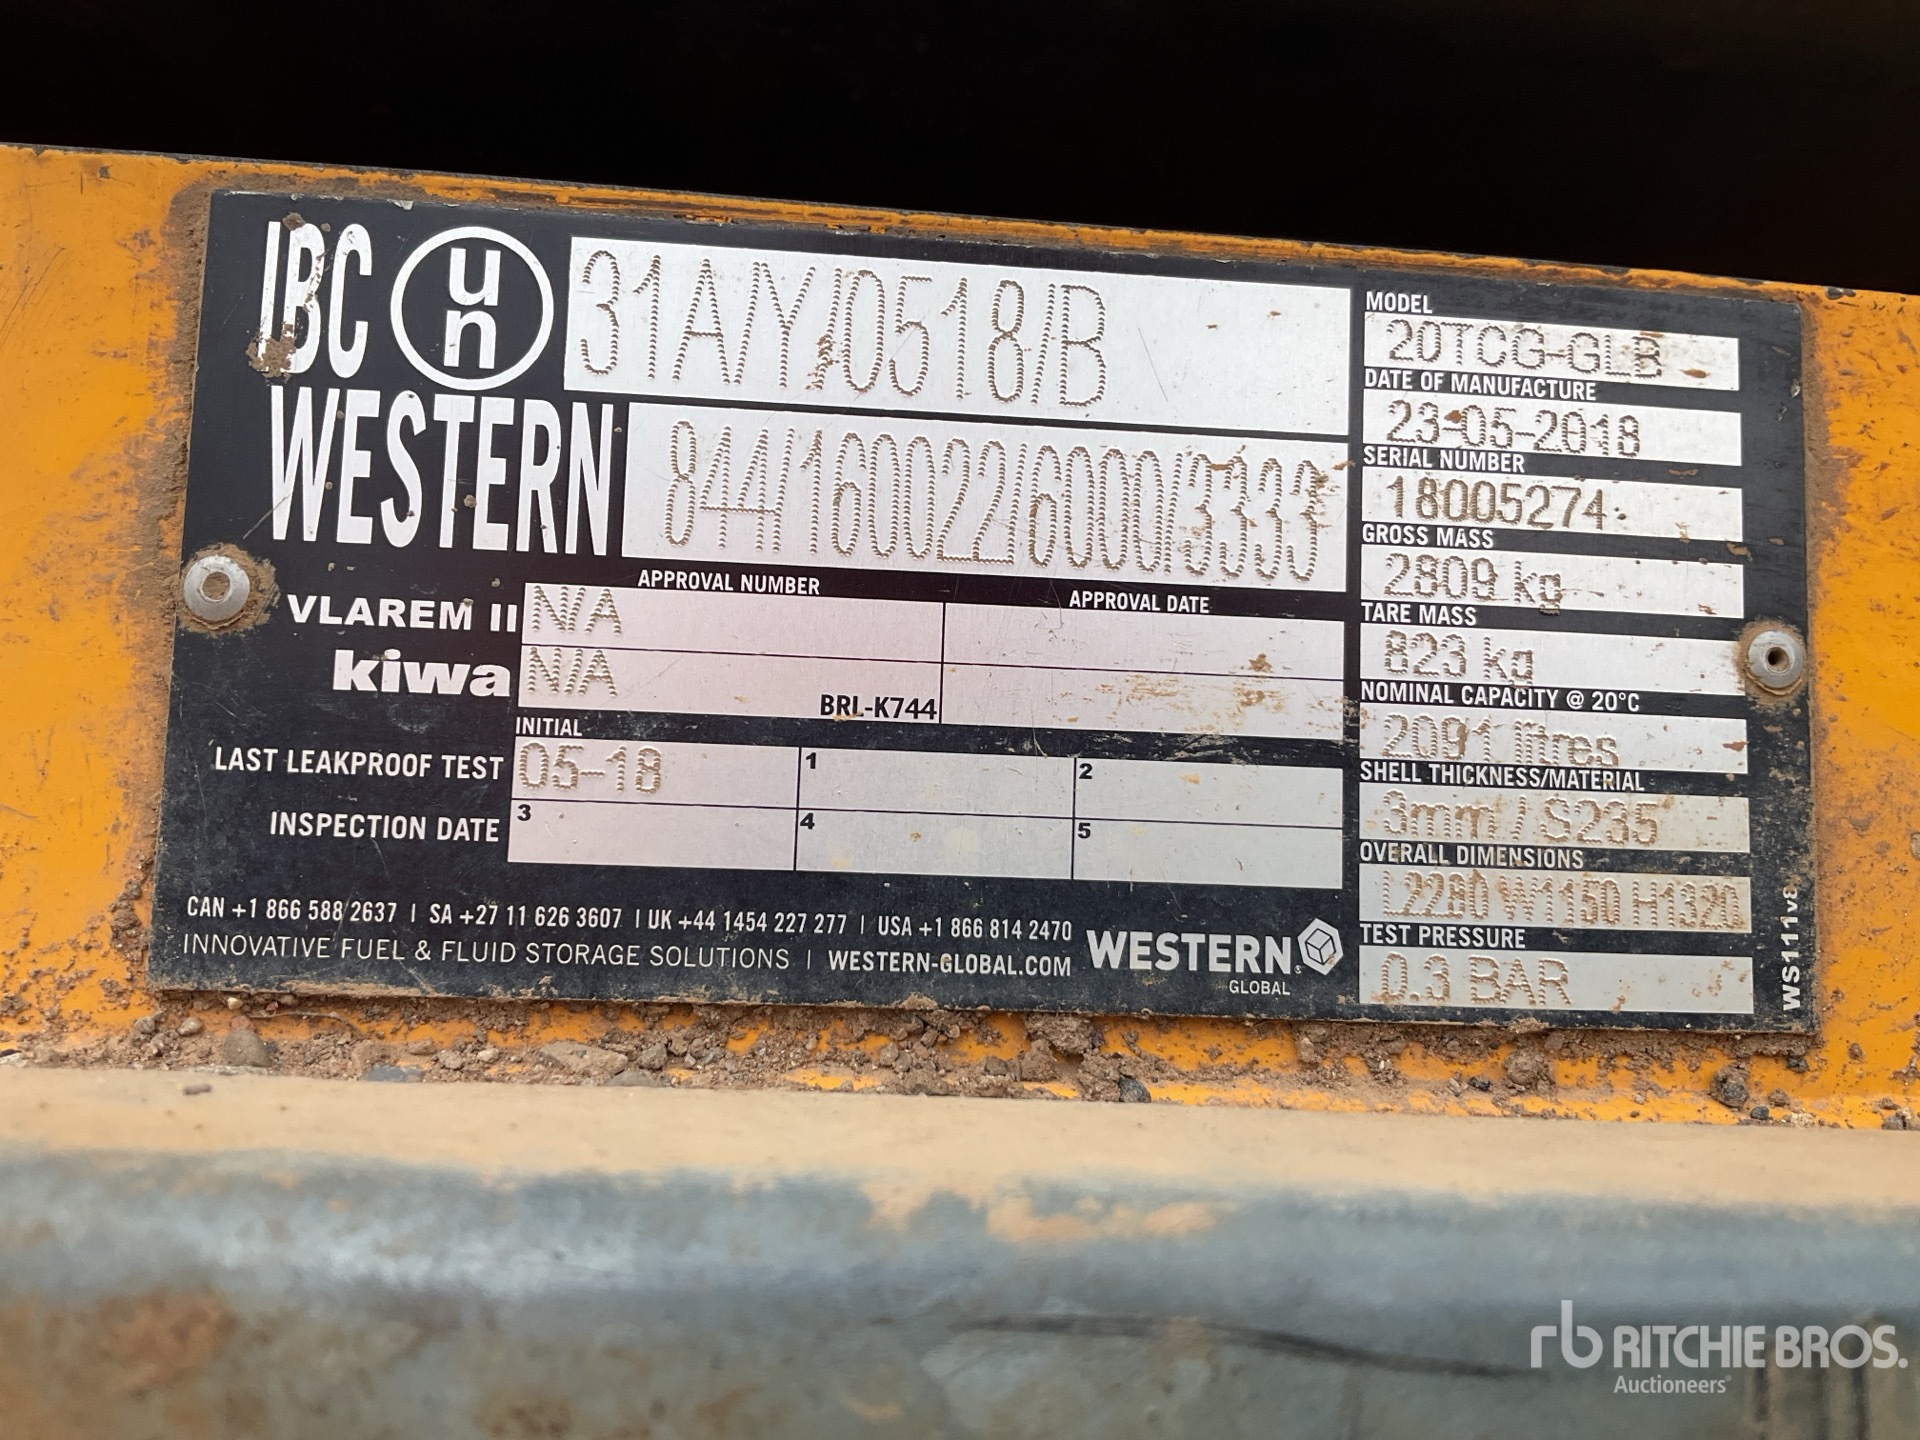 IBC un 31A/Y/0518/B
WESTERN 844/160022/6000/3333
APPROVAL NUMBER APPROVAL DATE
VLAREM II N/A
kiwa N/A BRL-K744
INITIAL
LAST LEAKPROOF TEST 05-18 1 2
INSPECTION DATE 3 4 5
CAN +1 866 588 2637 | SA +27 11 626 3607 | UK +44 1454 227 277 | USA +1 866 814 2470
INNOVATIVE FUEL & FLUID STORAGE SOLUTIONS | WESTERN-GLOBAL.COM
WESTERN
GLOBAL
MODEL
20TCG-GLB
DATE OF MANUFACTURE
23-05-2018
SERIAL NUMBER
18005274
GROSS MASS
2809 kg
TARE MASS
823 kg
NOMINAL CAPACITY @ 20°C
2091 litres
SHELL THICKNESS/MATERIAL
3mm / S235
OVERALL DIMENSIONS
L2280 W1150 H1320
TEST PRESSURE
0.3 BAR
WS1111v8
rb RITCHIE BROS.
Auctioneers